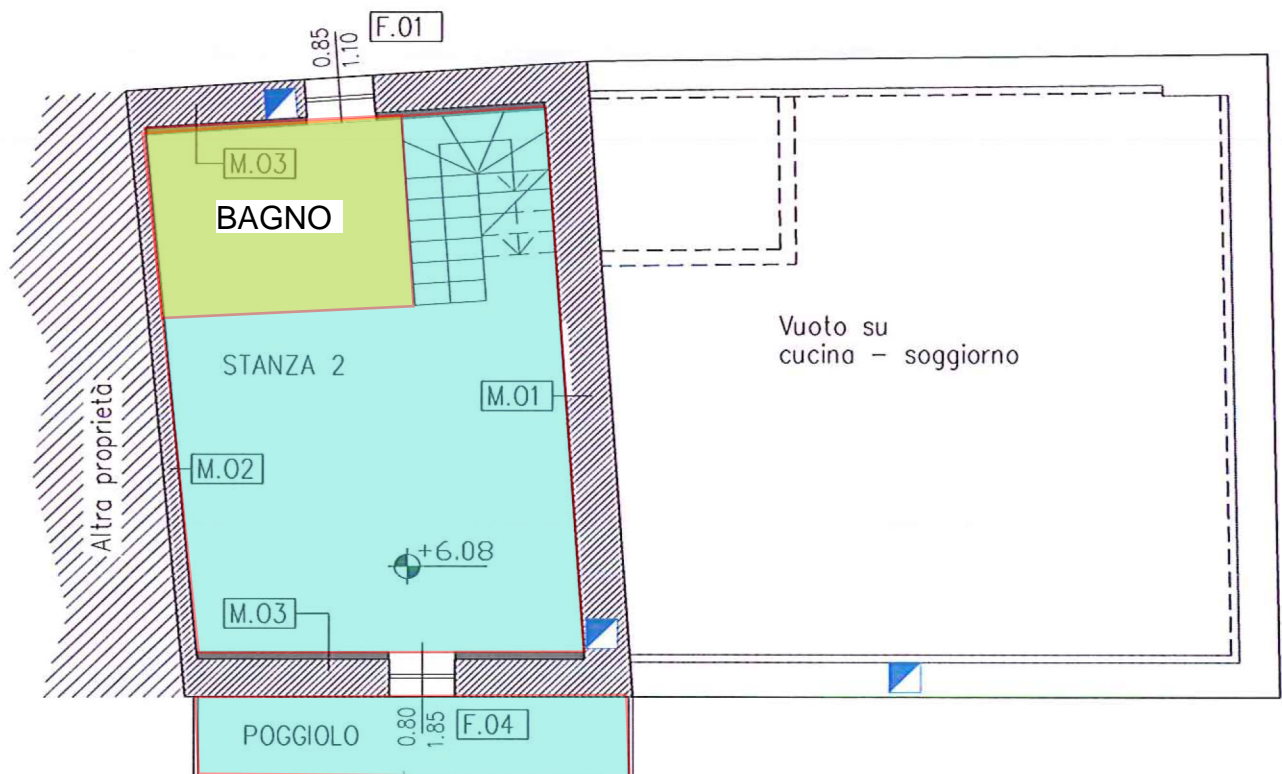 F.01
0.85
1.10
M.03
BAGNO
STANZA 2
Vuoto su
cucina – soggiorno
M.01
Altra proprietà
M.02
+6.08
M.03
0.80
1.85
F.04
POGGIOLO